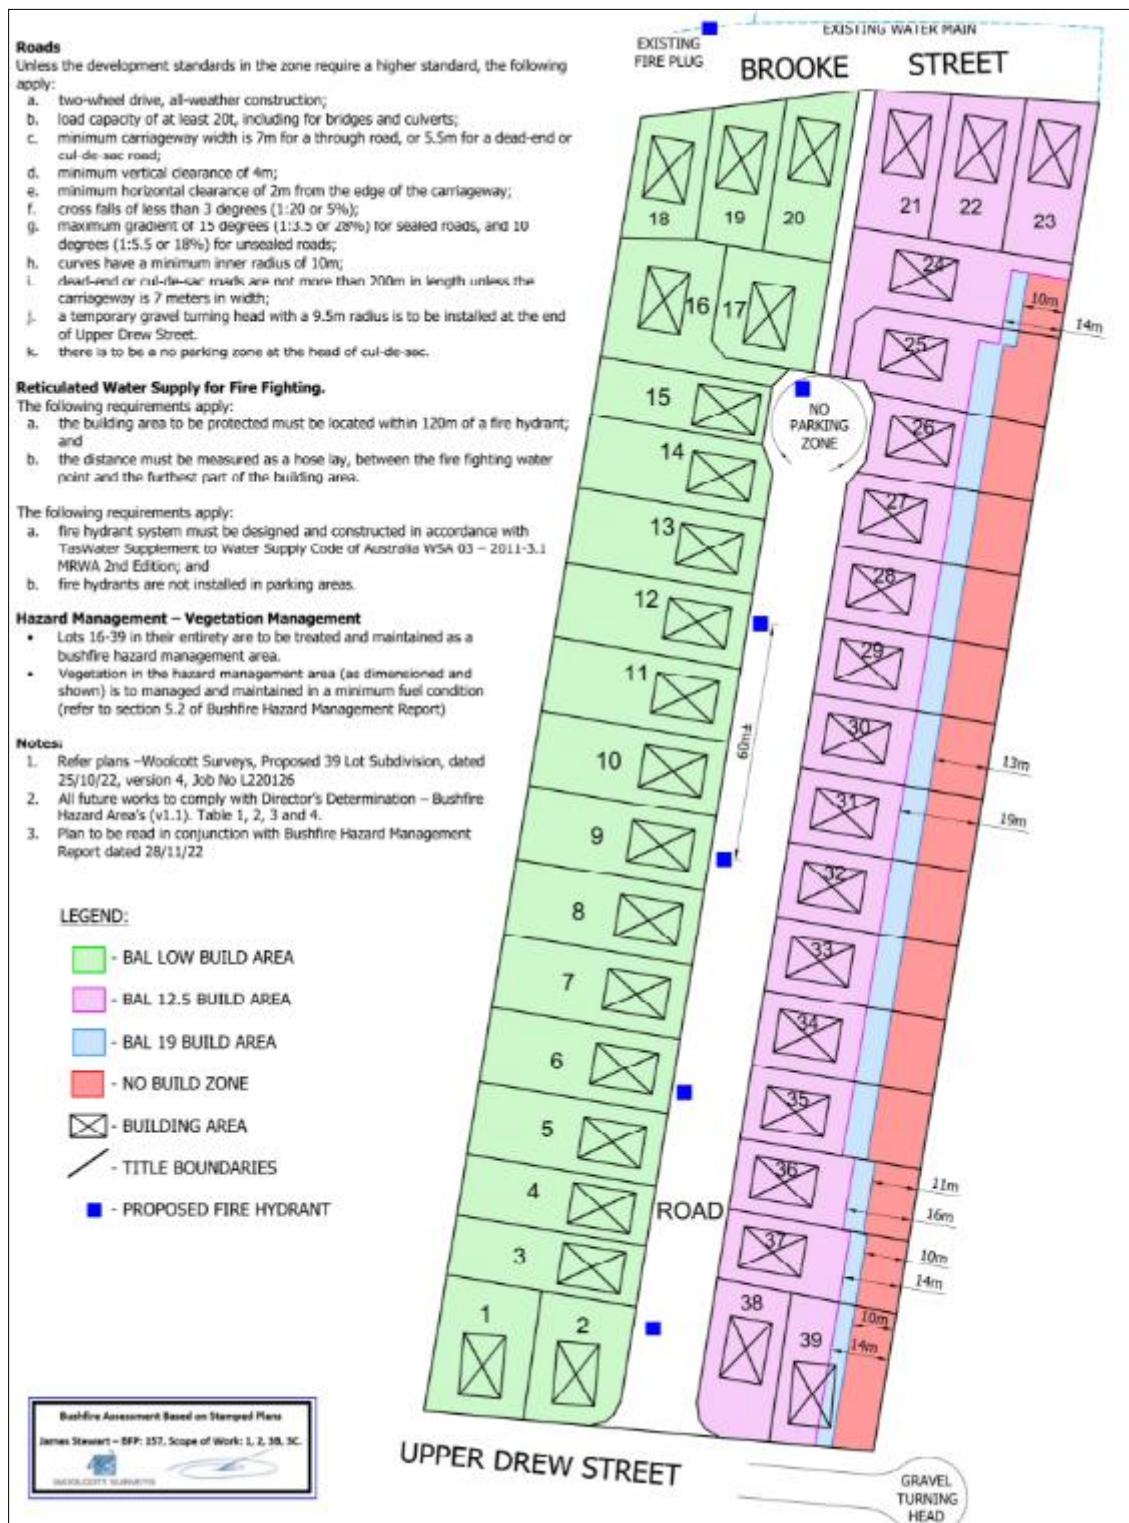 Roads
Unless the development standards in the zone require a higher standard, the following
apply:
a. two-wheel drive, all-weather construction;
b. load capacity of at least 20t, including for bridges and culverts;
c. minimum carriageway width is 7m for a through road, or 5.5m for a dead-end or
cul-de-sac road;
d. minimum vertical clearance of 4m;
e. minimum horizontal clearance of 2m from the edge of the carriageway;
f. cross falls of less than 3 degrees (1:20 or 5%);
g. maximum gradient of 15 degrees (1:3.5 or 28%) for sealed roads, and 10
degrees (1:5.5 or 18%) for unsealed roads;
h. curves have a minimum inner radius of 10m;
i. dead-end or cul-de-sac roads are not more than 200m in length unless the
carriageway is 7 meters in width;
j. a temporary gravel turning head with a 9.5m radius is to be installed at the end
of Upper Drew Street.
k. there is to be a no parking zone at the head of cul-de-sac.
Reticulated Water Supply for Fire Fighting.
The following requirements apply:
a. the building area to be protected must be located within 120m of a fire hydrant;
and
b. the distance must be measured as a hose lay, between the fire fighting water
point and the furthest part of the building area.
The following requirements apply:
a. fire hydrant system must be designed and constructed in accordance with
TasWater Supplement to Water Supply Code of Australia WSA 03 – 2011-3.1
MRWA 2nd Edition; and
b. fire hydrants are not installed in parking areas.
Hazard Management – Vegetation Management
• Lots 16-39 in their entirety are to be treated and maintained as a
bushfire hazard management area.
• Vegetation in the hazard management area (as dimensioned and
shown) is to managed and maintained in a minimum fuel condition
(refer to section 5.2 of Bushfire Hazard Management Report)
Notes:
1. Refer plans –Woolcott Surveys, Proposed 39 Lot Subdivision, dated
25/10/22, version 4, Job No L220126
2. All future works to comply with Director's Determination – Bushfire
Hazard Area's (v1.1). Table 1, 2, 3 and 4.
3. Plan to be read in conjunction with Bushfire Hazard Management
Report dated 28/11/22
LEGEND:
- BAL LOW BUILD AREA
- BAL 12.5 BUILD AREA
- BAL 19 BUILD AREA
- NO BUILD ZONE
- BUILDING AREA
- TITLE BOUNDARIES
- PROPOSED FIRE HYDRANT
Bushfire Assessment Based on Stamped Plans
James Stewart – BFP: 157, Scope of Work: 1, 2, 3B, 3C.
WOOLCOTT SURVEYS
EXISTING
FIRE PLUG
EXISTING WATER MAIN
BROOKE STREET
18
19
20
21
22
23
24
10m
14m
16
17
25
15
NO
PARKING
ZONE
26
14
27
13
28
12
29
11
60m±
30
10
13m
31
19m
9
32
8
33
7
34
6
35
5
36
11m
4
ROAD
16m
37
10m
3
14m
38
1
2
39
10m
14m
UPPER DREW STREET
GRAVEL
TURNING
HEAD